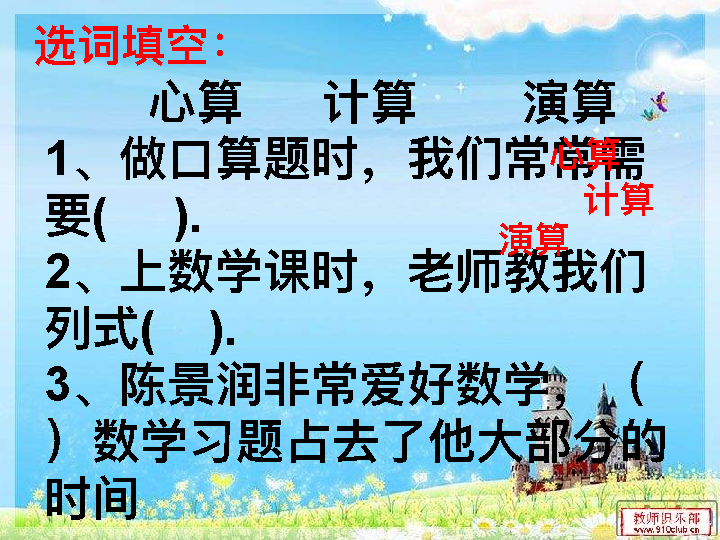 选词填空：
心算 计算 演算
1、做口算题时，我们常常需
心算
要( ).
计算
演算
2、上数学课时，老师教我们
列式( ).
3、陈景润非常爱好数学，（
）数学习题占去了他大部分的
时间
教师俱乐部
www.910club.cn